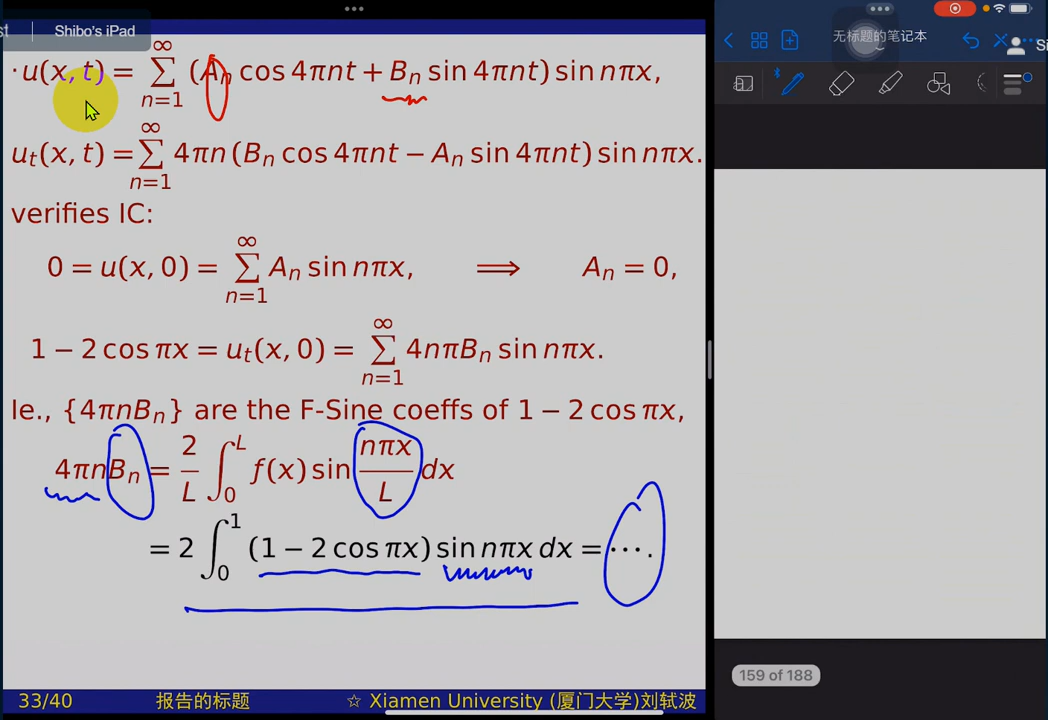 st Shibo's iPad
无标题的笔记本
Si
· u(x, t) = ∑_{n=1}^{∞} (A_n cos 4πnt + B_n sin 4πnt) sin nπx,
u_t(x, t) = ∑_{n=1}^{∞} 4πn (B_n cos 4πnt − A_n sin 4πnt) sin nπx.
verifies IC:
0 = u(x, 0) = ∑_{n=1}^{∞} A_n sin nπx, ⟹ A_n = 0,
1 − 2 cos πx = u_t(x, 0) = ∑_{n=1}^{∞} 4nπB_n sin nπx.
Ie., {4πnB_n} are the F-Sine coeffs of 1 − 2 cos πx,
4πnB_n = \frac{2}{L} ∫_0^L f(x) sin \frac{nπx}{L} dx
= 2 ∫_0^1 (1 − 2 cos πx) sin nπx dx = ⋯.
159 of 188
33/40 报告的标题 ☆ Xiamen University (厦门大学)刘轼波